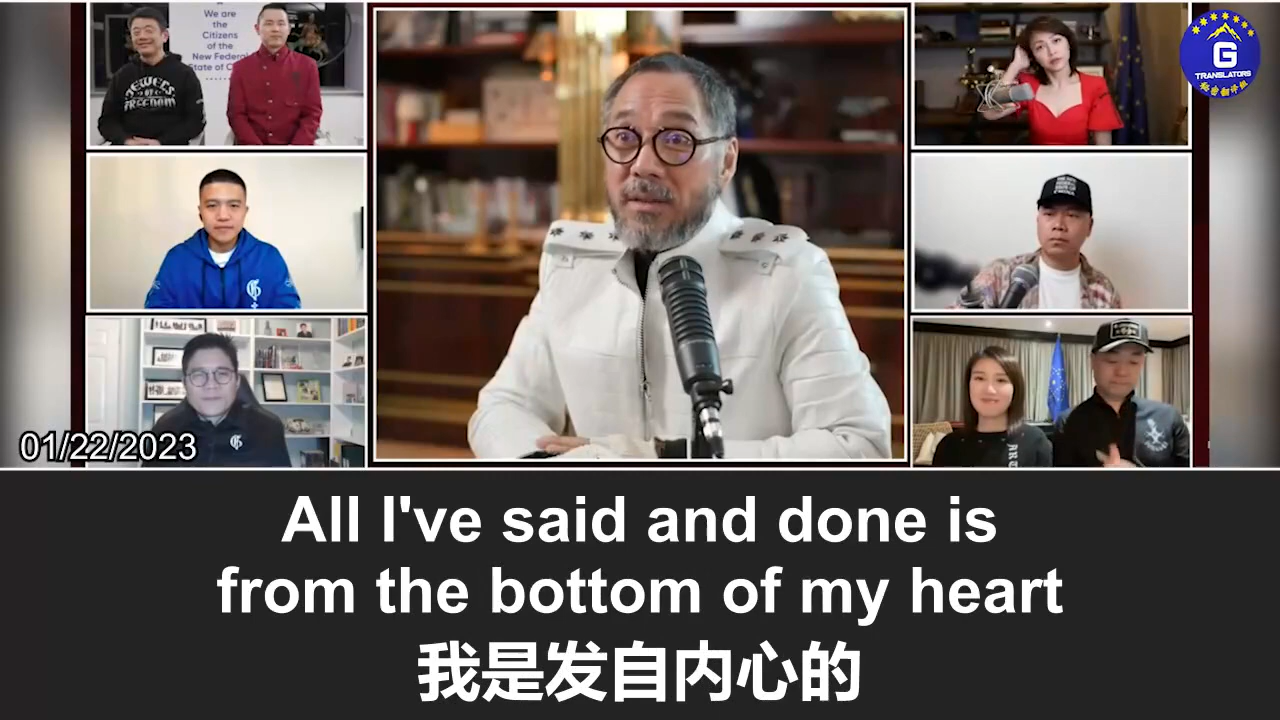 We are
the
Citizens
of the
New Federal
State of C
JEWELS
OF
FREEDOM
G
TRANSLATORS
01/22/2023
All I've said and done is
from the bottom of my heart
我是发自内心的